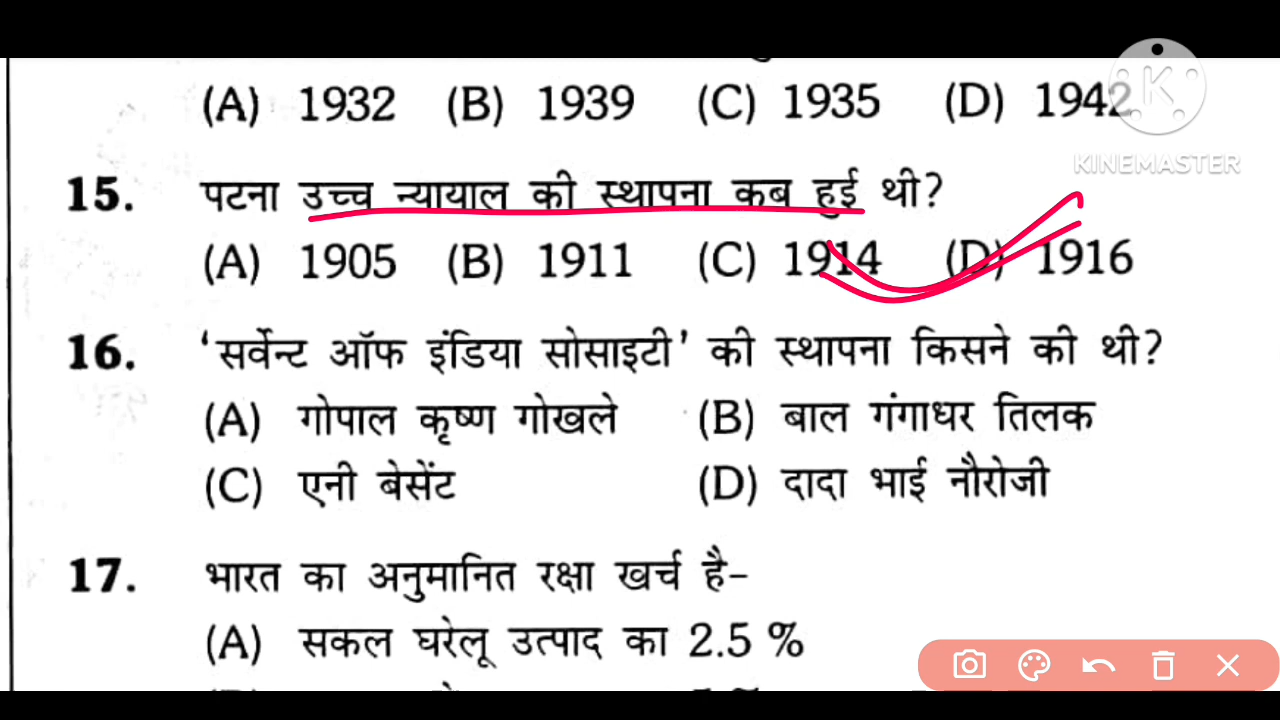 (A) 1932 (B) 1939 (C) 1935 (D) 1942
KINEMASTER
15. पटना उच्च न्यायाल की स्थापना कब हुई थी?
(A) 1905 (B) 1911 (C) 1914 (D) 1916
16. 'सर्वेन्ट ऑफ इंडिया सोसाइटी' की स्थापना किसने की थी?
(A) गोपाल कृष्ण गोखले (B) बाल गंगाधर तिलक
(C) एनी बेसेंट (D) दादा भाई नौरोजी
17. भारत का अनुमानित रक्षा खर्च है-
(A) सकल घरेलू उत्पाद का 2.5 %